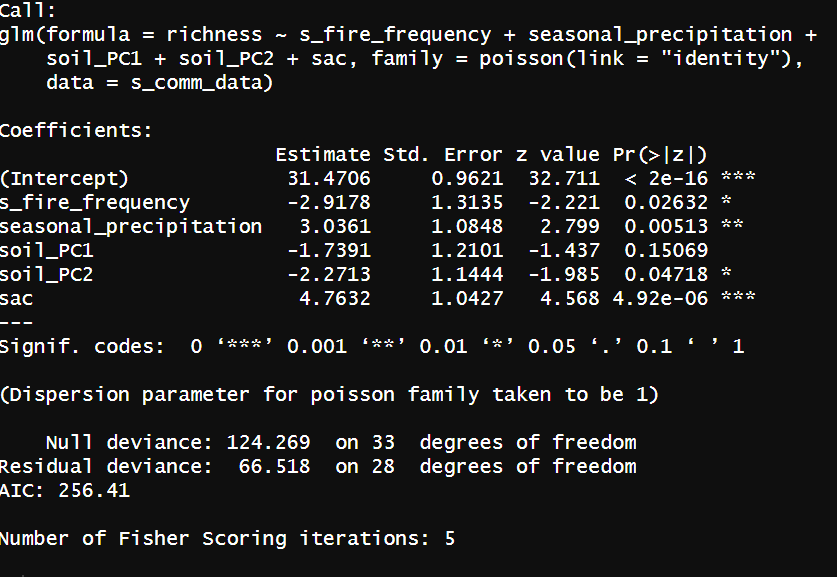 Call:
glm(formula = richness ~ s_fire_frequency + seasonal_precipitation +
    soil_PC1 + soil_PC2 + sac, family = poisson(link = "identity"),
    data = s_comm_data)

Coefficients:
                       Estimate Std. Error z value Pr(>|z|)
(Intercept)             31.4706     0.9621  32.711  < 2e-16 ***
s_fire_frequency        -2.9178     1.3135  -2.221  0.02632 *
seasonal_precipitation   3.0361     1.0848   2.799  0.00513 **
soil_PC1                -1.7391     1.2101  -1.437  0.15069
soil_PC2                -2.2713     1.1444  -1.985  0.04718 *
sac                      4.7632     1.0427   4.568 4.92e-06 ***
---
Signif. codes:  0 ‘***’ 0.001 ‘**’ 0.01 ‘*’ 0.05 ‘.’ 0.1 ‘ ’ 1

(Dispersion parameter for poisson family taken to be 1)

    Null deviance: 124.269  on 33  degrees of freedom
Residual deviance:  66.518  on 28  degrees of freedom
AIC: 256.41

Number of Fisher Scoring iterations: 5